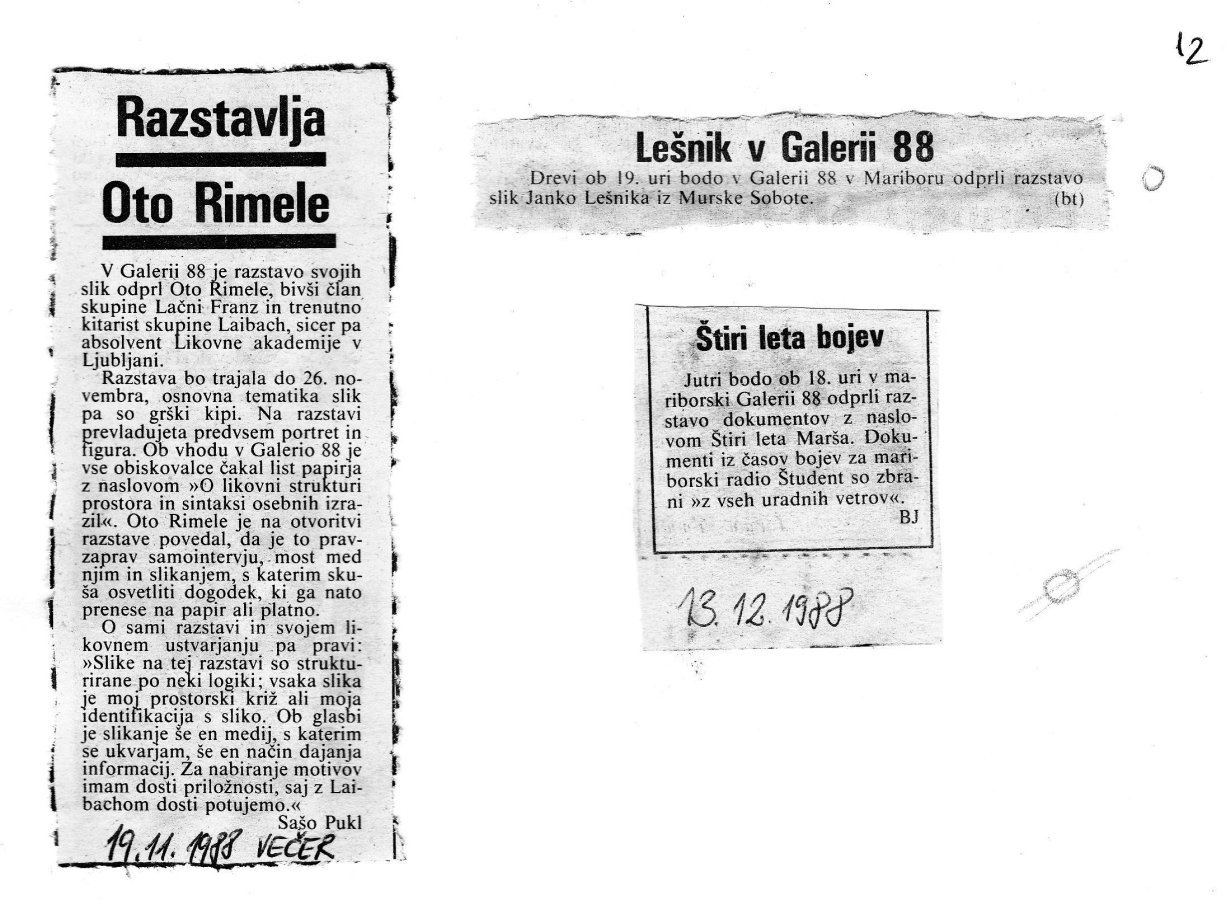 12
Razstavlja
Oto Rimele
V Galerii 88 je razstavo svojih
slik odprl Oto Rimele, bivši član
skupine Lačni Franz in trenutno
kitarist skupine Laibach, sicer pa
absolvent Likovne akademije v
Ljubljani.
Razstava bo trajala do 26. no-
vembra, osnovna tematika slik
pa so grški kipi. Na razstavi
prevladujeta predvsem portret in
figura. Ob vhodu v Galerio 88 je
vse obiskovalce čakal list papirja
z naslovom »O likovni strukturi
prostora in sintaksi osebnih izra-
zil«. Oto Rimele je na otvoritvi
razstave povedal, da je to prav-
zaprav samointervju, most med
njim in slikanjem, s katerim sku-
ša osvetliti dogodek, ki ga nato
prenese na papir ali platno.
O sami razstavi in svojem li-
kovnem ustvarjanju pa pravi:
»Slike na tej razstavi so struktu-
rirane po neki logiki; vsaka slika
je moj prostorski križ ali moja
identifikacija s sliko. Ob glasbi
je slikanje še en medij, s katerim
se ukvarjam, še en način dajanja
informacij. Za nabiranje motivov
imam dosti priložnosti, saj z Lai-
bachom dosti potujemo.«
Sašo Pukl
19.11.1988 VEČER
Lešnik v Galerii 88
Drevi ob 19. uri bodo v Galerii 88 v Mariboru odprli razstavo
slik Janko Lešnika iz Murske Sobote. (bt)
Štiri leta bojev
Jutri bodo ob 18. uri v ma-
riborski Galerii 88 odprli raz-
stavo dokumentov z naslo-
vom Štiri leta Marša. Doku-
menti iz časov bojev za mari-
borski radio Študent so zbra-
ni »z vseh uradnih vetrov«.
BJ
13.12.1988